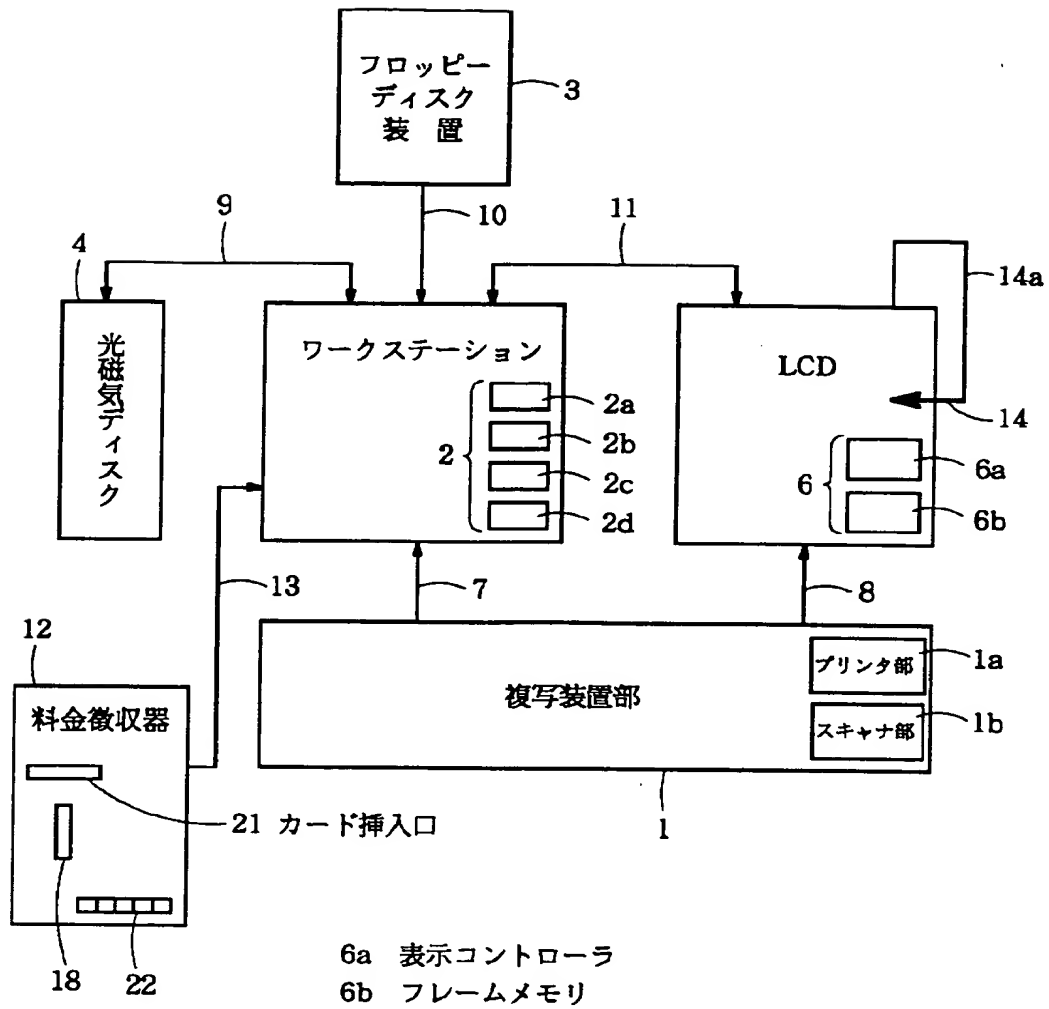 フロッピー
ディスク
装 置
3
9
10
11
4
14a
光磁気ディスク
ワークステーション
2
2a
2b
2c
2d
LCD
14
6
6a
6b
13
7
8
12
料金徴収器
複写装置部
プリンタ部
1a
スキャナ部
1b
21 カード挿入口
1
18
22
6a 表示コントローラ
6b フレームメモリ